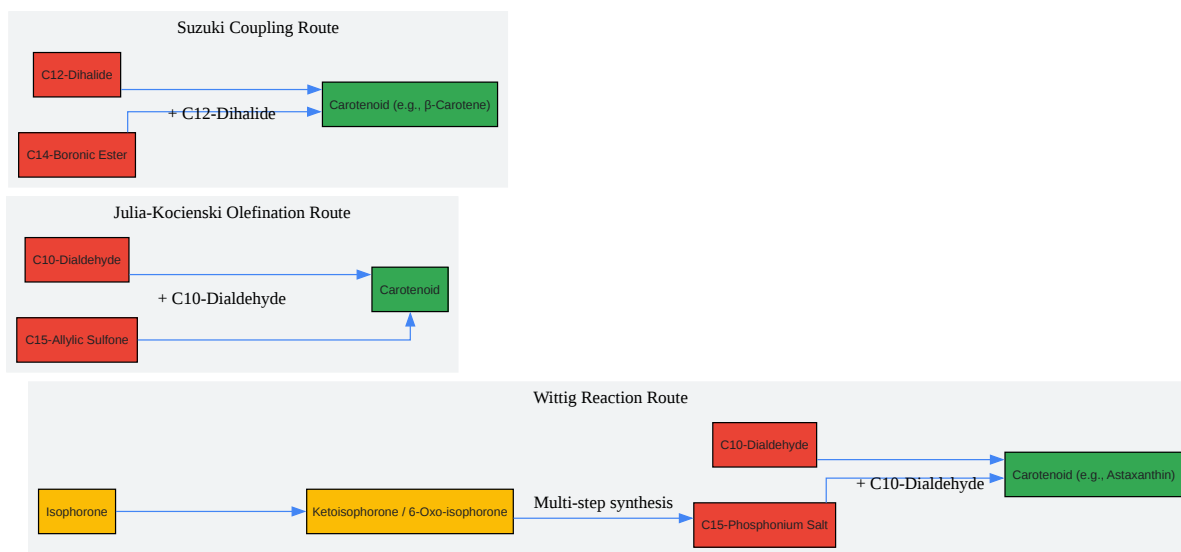 Suzuki Coupling Route
C12-Dihalide
Carotenoid (e.g., β-Carotene)
+ C12-Dihalide
C14-Boronic Ester
Julia-Kocienski Olefination Route
C10-Dialdehyde
Carotenoid
+ C10-Dialdehyde
C15-Allylic Sulfone
Wittig Reaction Route
C10-Dialdehyde
Carotenoid (e.g., Astaxanthin)
+ C10-Dialdehyde
Isophorone
Ketoisophorone / 6-Oxo-isophorone
Multi-step synthesis
C15-Phosphonium Salt